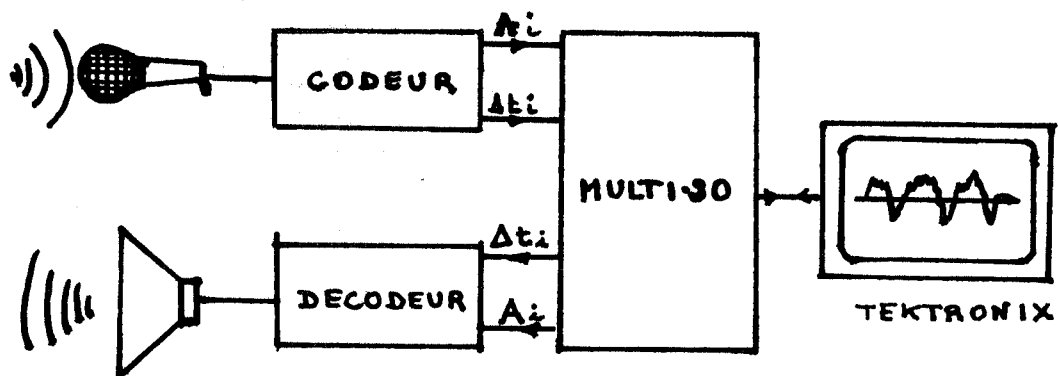 Ai
CODEUR
Δti
MULTI-20
Δti
DECODEUR
Ai
TEKTRONIX